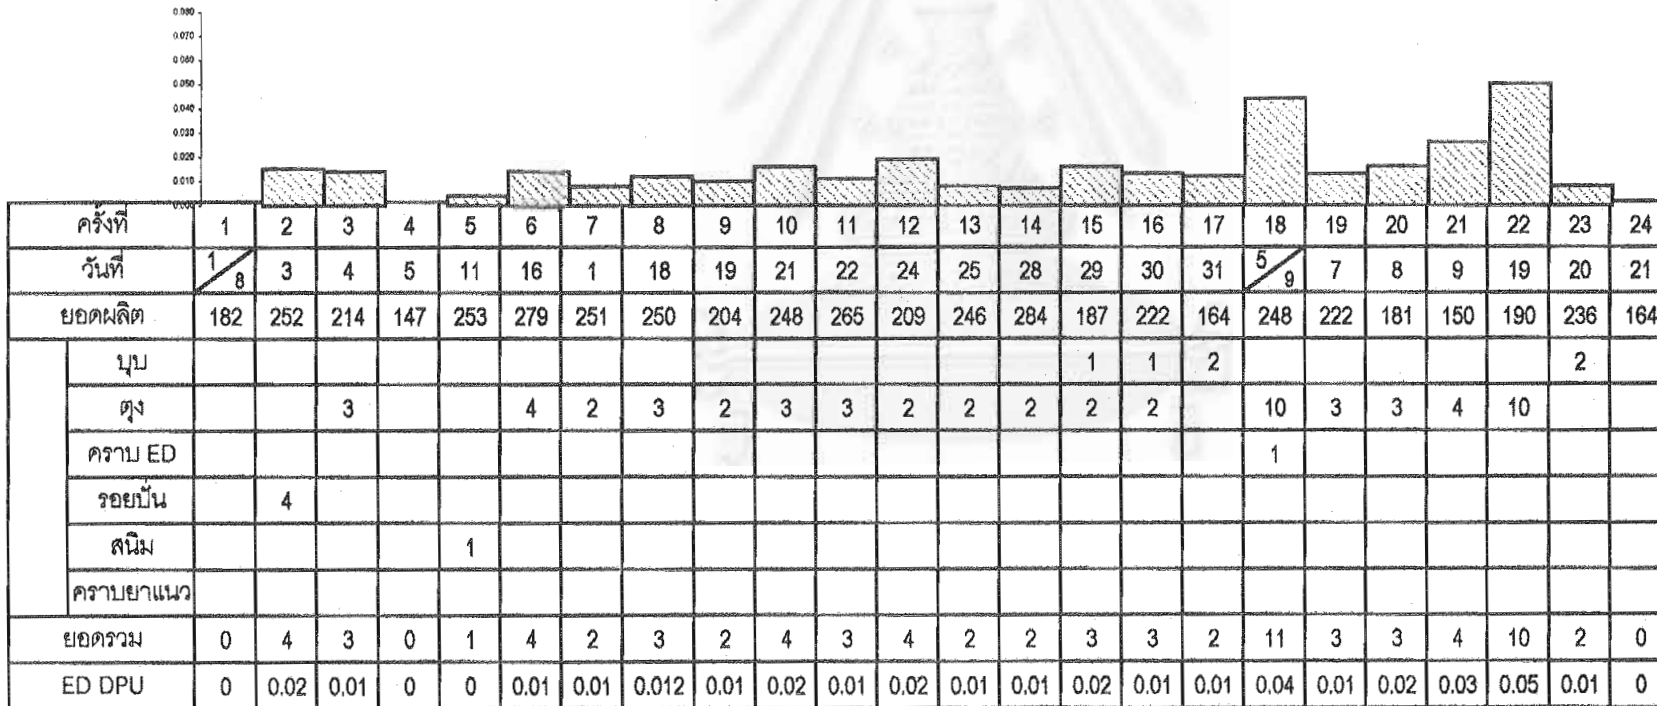 0.080
0.070
0.060
0.050
0.040
0.030
0.020
0.010
0.000
ครั้งที่ 1 2 3 4 5 6 7 8 9 10 11 12 13 14 15 16 17 18 19 20 21 22 23 24
วันที่ 1/8 3 4 5 11 16 1 18 19 21 22 24 25 28 29 30 31 5/9 7 8 9 19 20 21
ยอดผลิต 182 252 214 147 253 279 251 250 204 248 265 209 246 284 187 222 164 248 222 181 150 190 236 164
บุบ 1 1 2 2
ตุง 3 4 2 3 2 3 3 2 2 2 2 2 10 3 3 4 10
คราบ ED 1
รอยปั่น 4
สนิม 1
คราบยาแนว
ยอดรวม 0 4 3 0 1 4 2 3 2 4 3 4 2 2 3 3 2 11 3 3 4 10 2 0
ED DPU 0 0.02 0.01 0 0 0.01 0.01 0.012 0.01 0.02 0.01 0.02 0.01 0.01 0.02 0.01 0.01 0.04 0.01 0.02 0.03 0.05 0.01 0